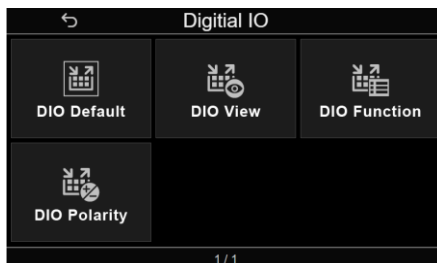 Digitial IO
DIO Default
DIO View
DIO Function
DIO Polarity
1/1